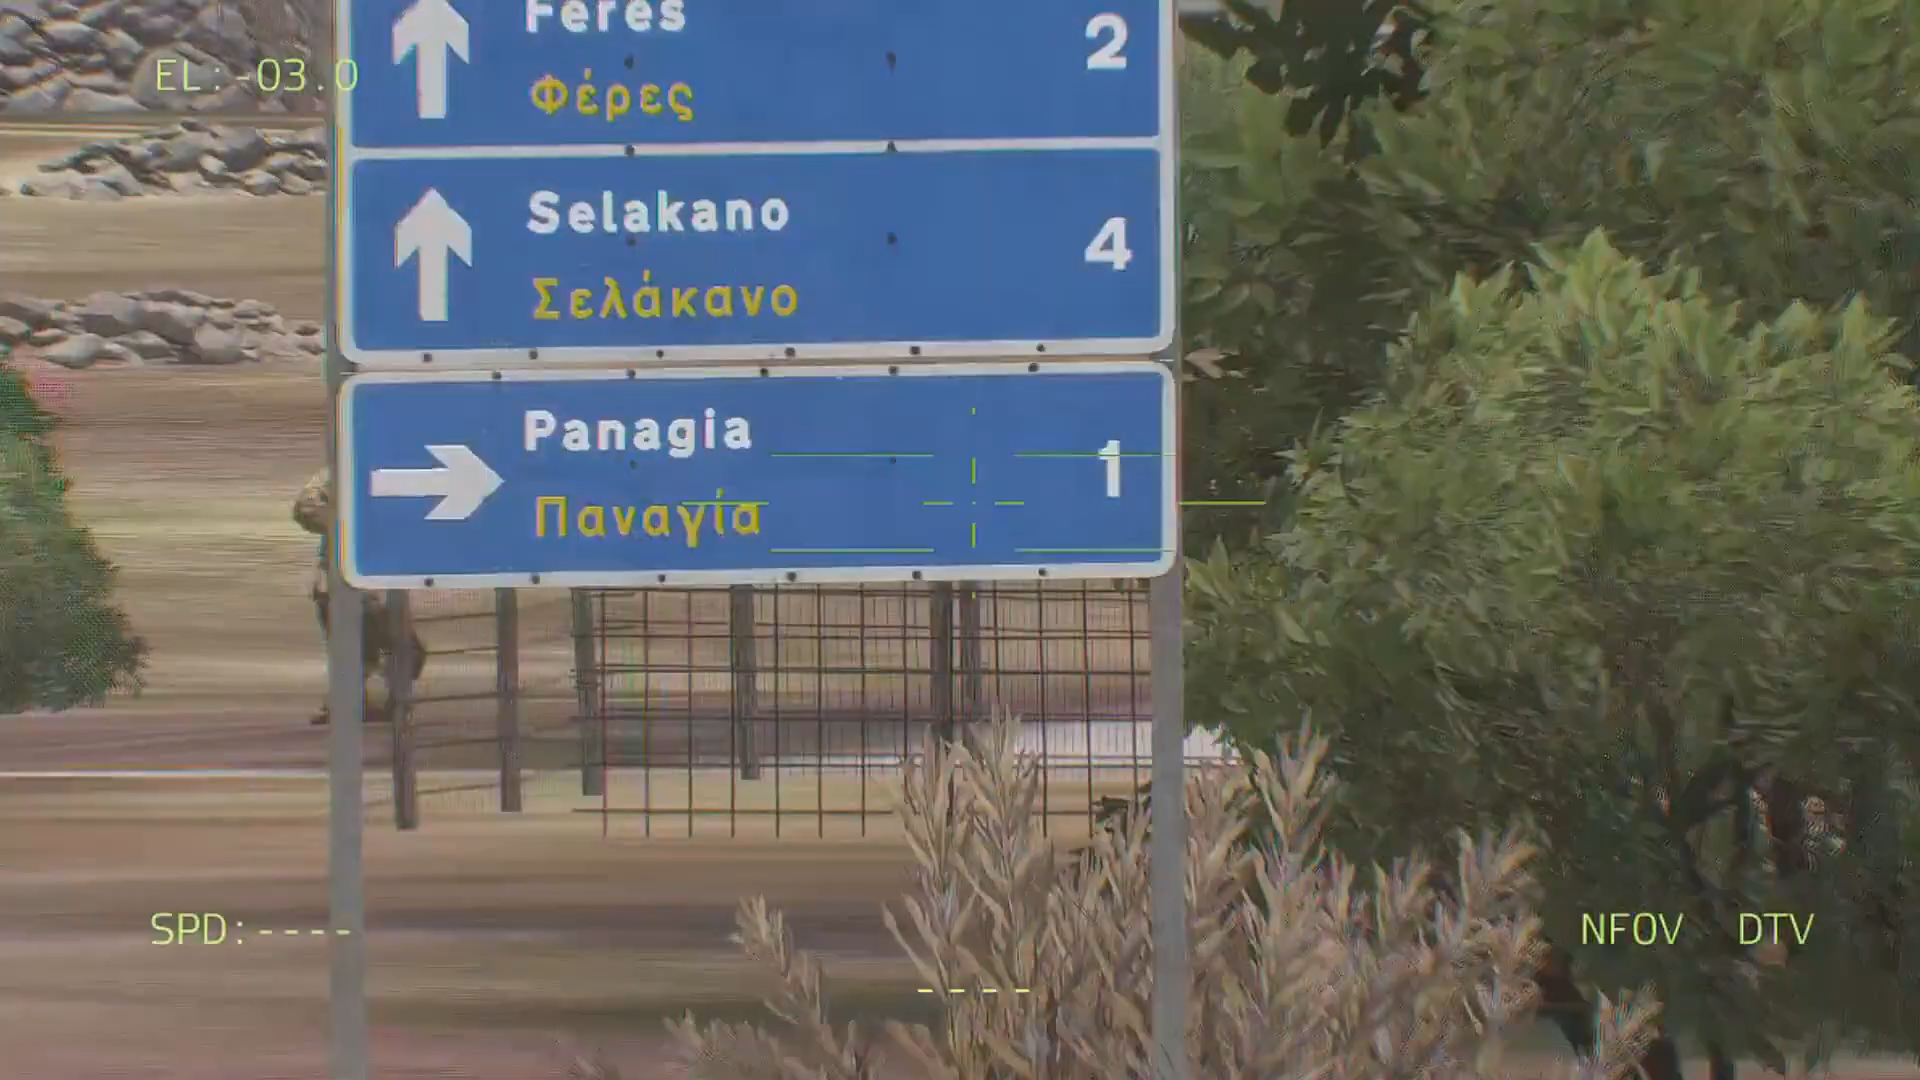 Feres
2
Φέρες
EL:-03.0
Selakano
4
Σελάκανο
Panagia
1
Παναγία
SPD:----
NFOV DTV
----